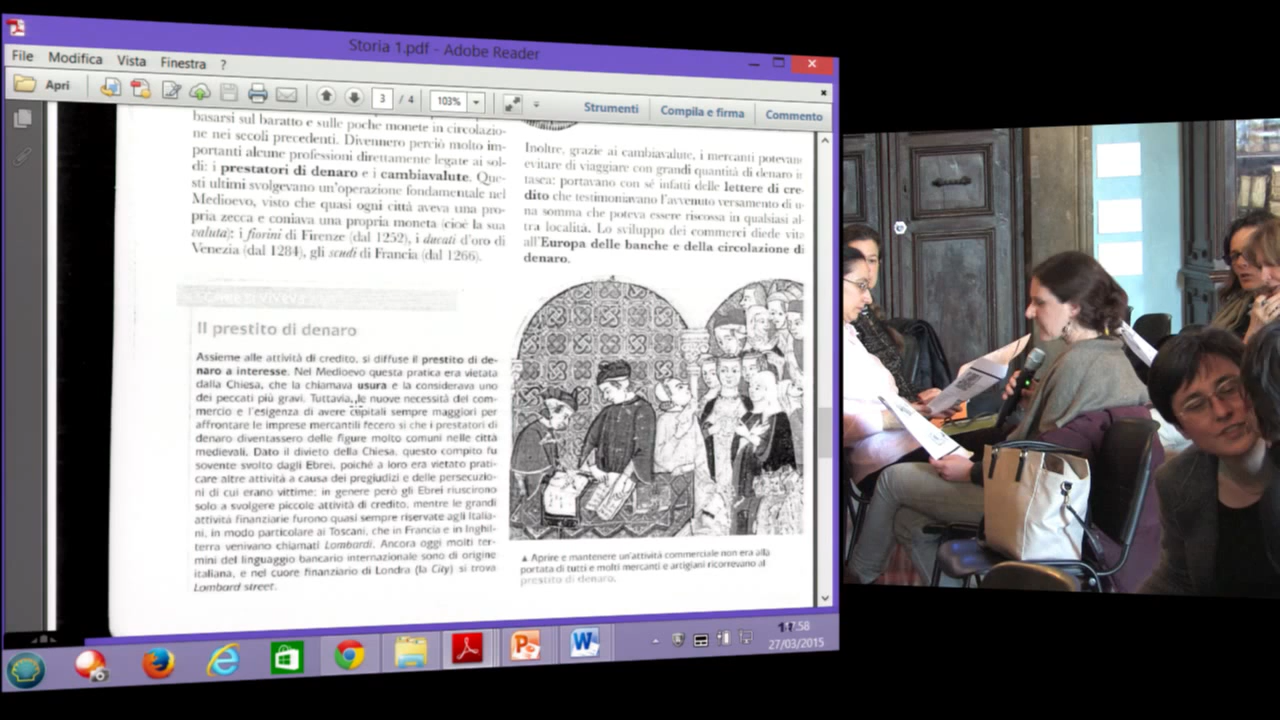 Storia 1.pdf - Adobe Reader
File Modifica Vista Finestra ?
Apri
3 / 4
103%
Strumenti
Compila e firma
Commento
basarsi sul baratto e sulle poche monete in circolazio-
ne nei secoli precedenti. Divennero perciò molto im-
portanti alcune professioni direttamente legate ai sol-
di: i prestatori di denaro e i cambiavalute. Que-
sti ultimi svolgevano un'operazione fondamentale nel
Medioevo, visto che quasi ogni città aveva una pro-
pria zecca e coniava una propria moneta (cioè la sua
valuta): i fiorini di Firenze (dal 1252), i ducati d'oro di
Venezia (dal 1284), gli scudi di Francia (dal 1266).
COME SI VIVEVA
Il prestito di denaro
Assieme alle attività di credito, si diffuse il prestito di de-
naro a interesse. Nel Medioevo questa pratica era vietata
dalla Chiesa, che la chiamava usura e la considerava uno
dei peccati più gravi. Tuttavia, le nuove necessità del com-
mercio e l'esigenza di avere capitali sempre maggiori per
affrontare le imprese mercantili fecero sì che i prestatori di
denaro diventassero delle figure molto comuni nelle città
medievali. Dato il divieto della Chiesa, questo compito fu
sovente svolto dagli Ebrei, poiché a loro era vietato prati-
care altre attività a causa dei pregiudizi e delle persecuzio-
ni di cui erano vittime; in genere però gli Ebrei riuscirono
solo a svolgere piccole attività di credito, mentre le grandi
attività finanziarie furono quasi sempre riservate agli Italia-
ni, in modo particolare ai Toscani, che in Francia e in Inghil-
terra venivano chiamati Lombardi. Ancora oggi molti ter-
mini del linguaggio bancario internazionale sono di origine
italiana, e nel cuore finanziario di Londra (la City) si trova
Lombard street.
Inoltre, grazie ai cambiavalute, i mercanti potevano
evitare di viaggiare con grandi quantità di denaro in
tasca: portavano con sé infatti delle lettere di cre-
dito che testimoniavano l'avvenuto versamento di u-
na somma che poteva essere riscossa in qualsiasi al-
tra località. Lo sviluppo dei commerci diede vita
all'Europa delle banche e della circolazione di
denaro.
▲ Aprire e mantenere un'attività commerciale non era alla
portata di tutti e molti mercanti e artigiani ricorrevano al
prestito di denaro.
17.58
27/03/2015